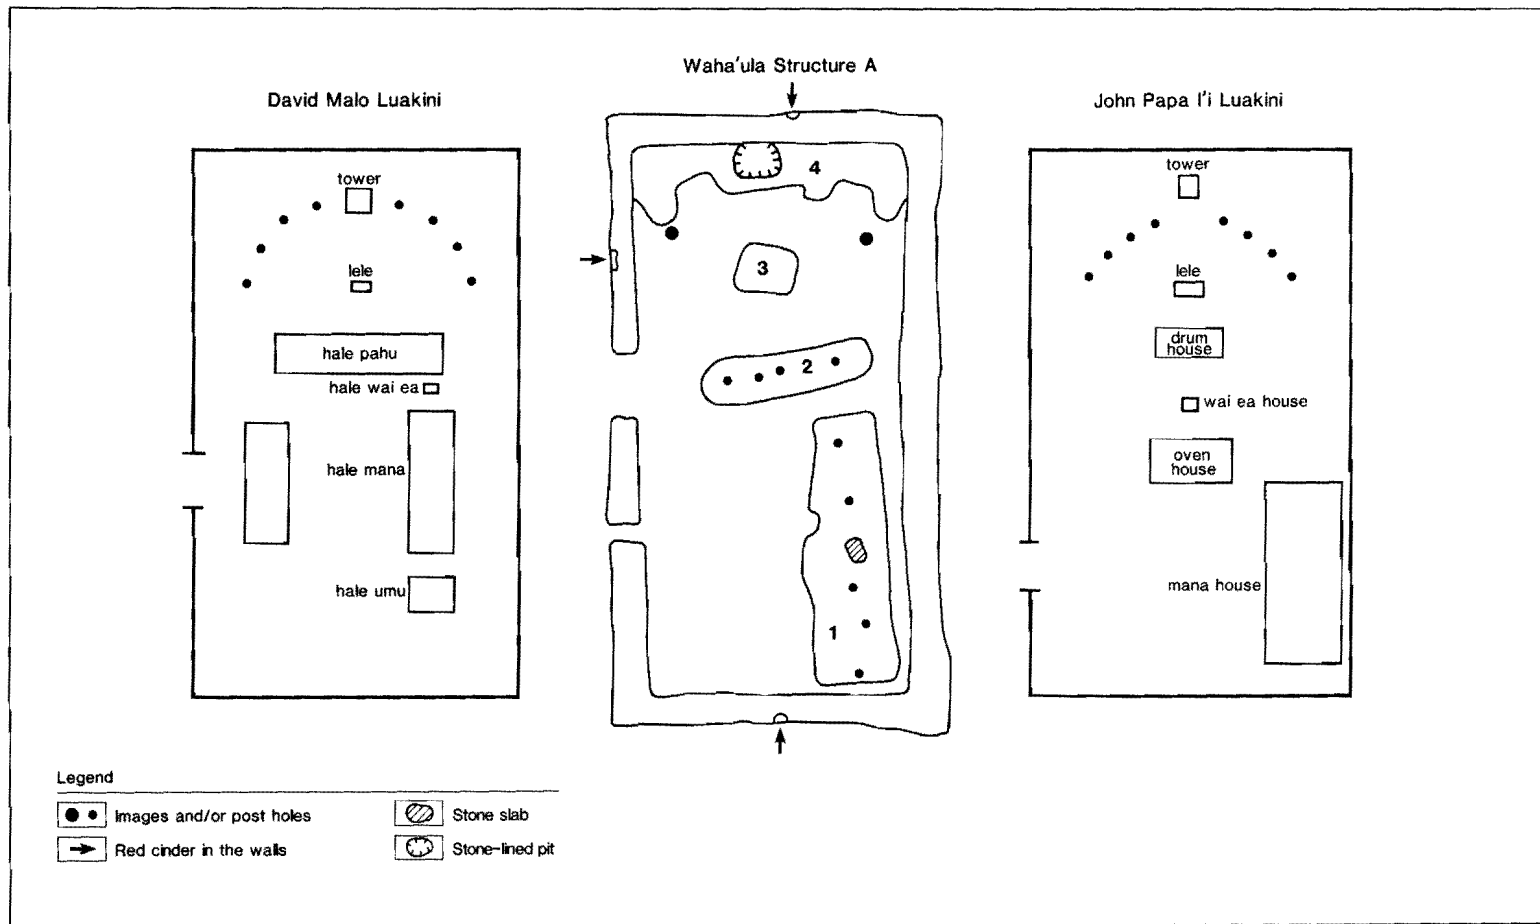 Waha'ula Structure A
David Malo Luakini
John Papa I'i Luakini
tower
lele
hale pahu
hale wai ea
hale mana
hale umu
4
3
2
1
tower
lele
drum
house
wai ea house
oven
house
mana house
Legend
Images and/or post holes
Red cinder in the walls
Stone slab
Stone-lined pit